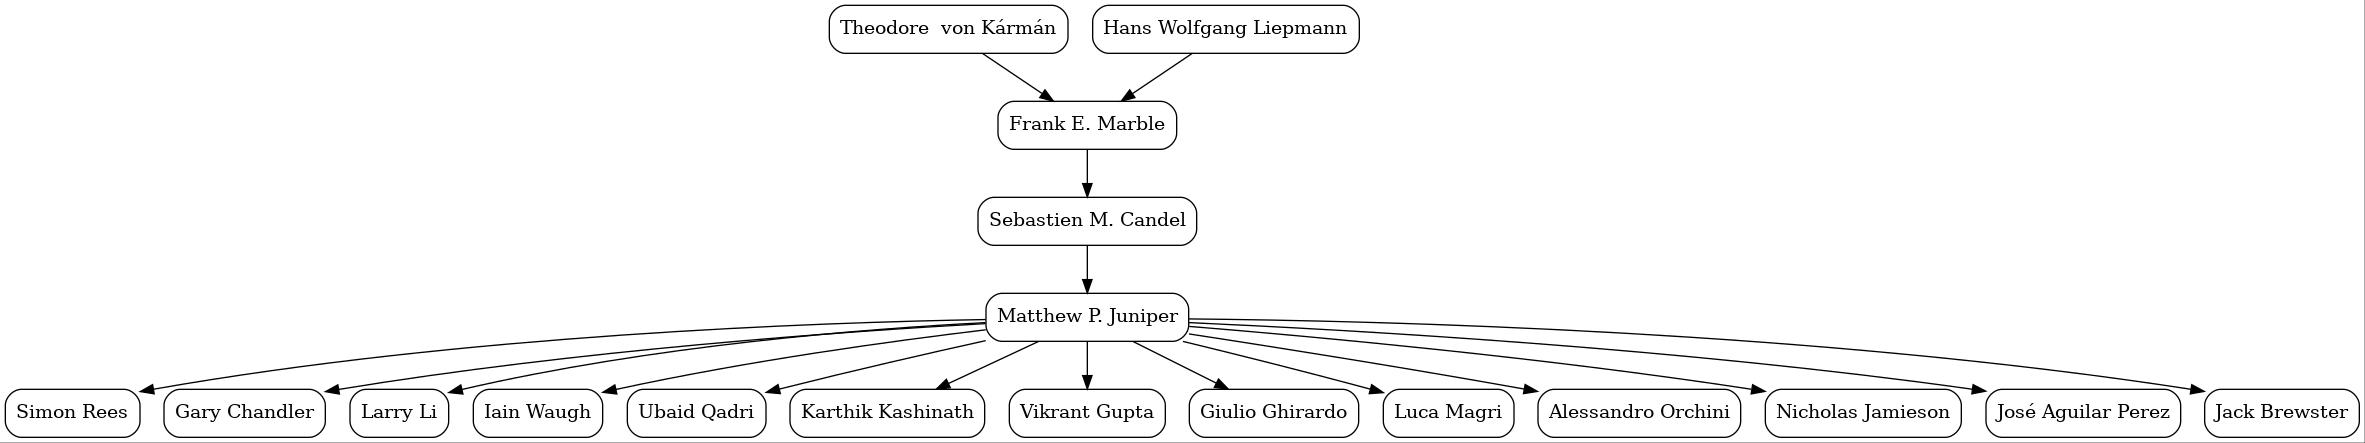 Theodore  von Kármán
Hans Wolfgang Liepmann
Frank E. Marble
Sebastien M. Candel
Matthew P. Juniper
Simon Rees
Gary Chandler
Larry Li
Iain Waugh
Ubaid Qadri
Karthik Kashinath
Vikrant Gupta
Giulio Ghirardo
Luca Magri
Alessandro Orchini
Nicholas Jamieson
José Aguilar Perez
Jack Brewster